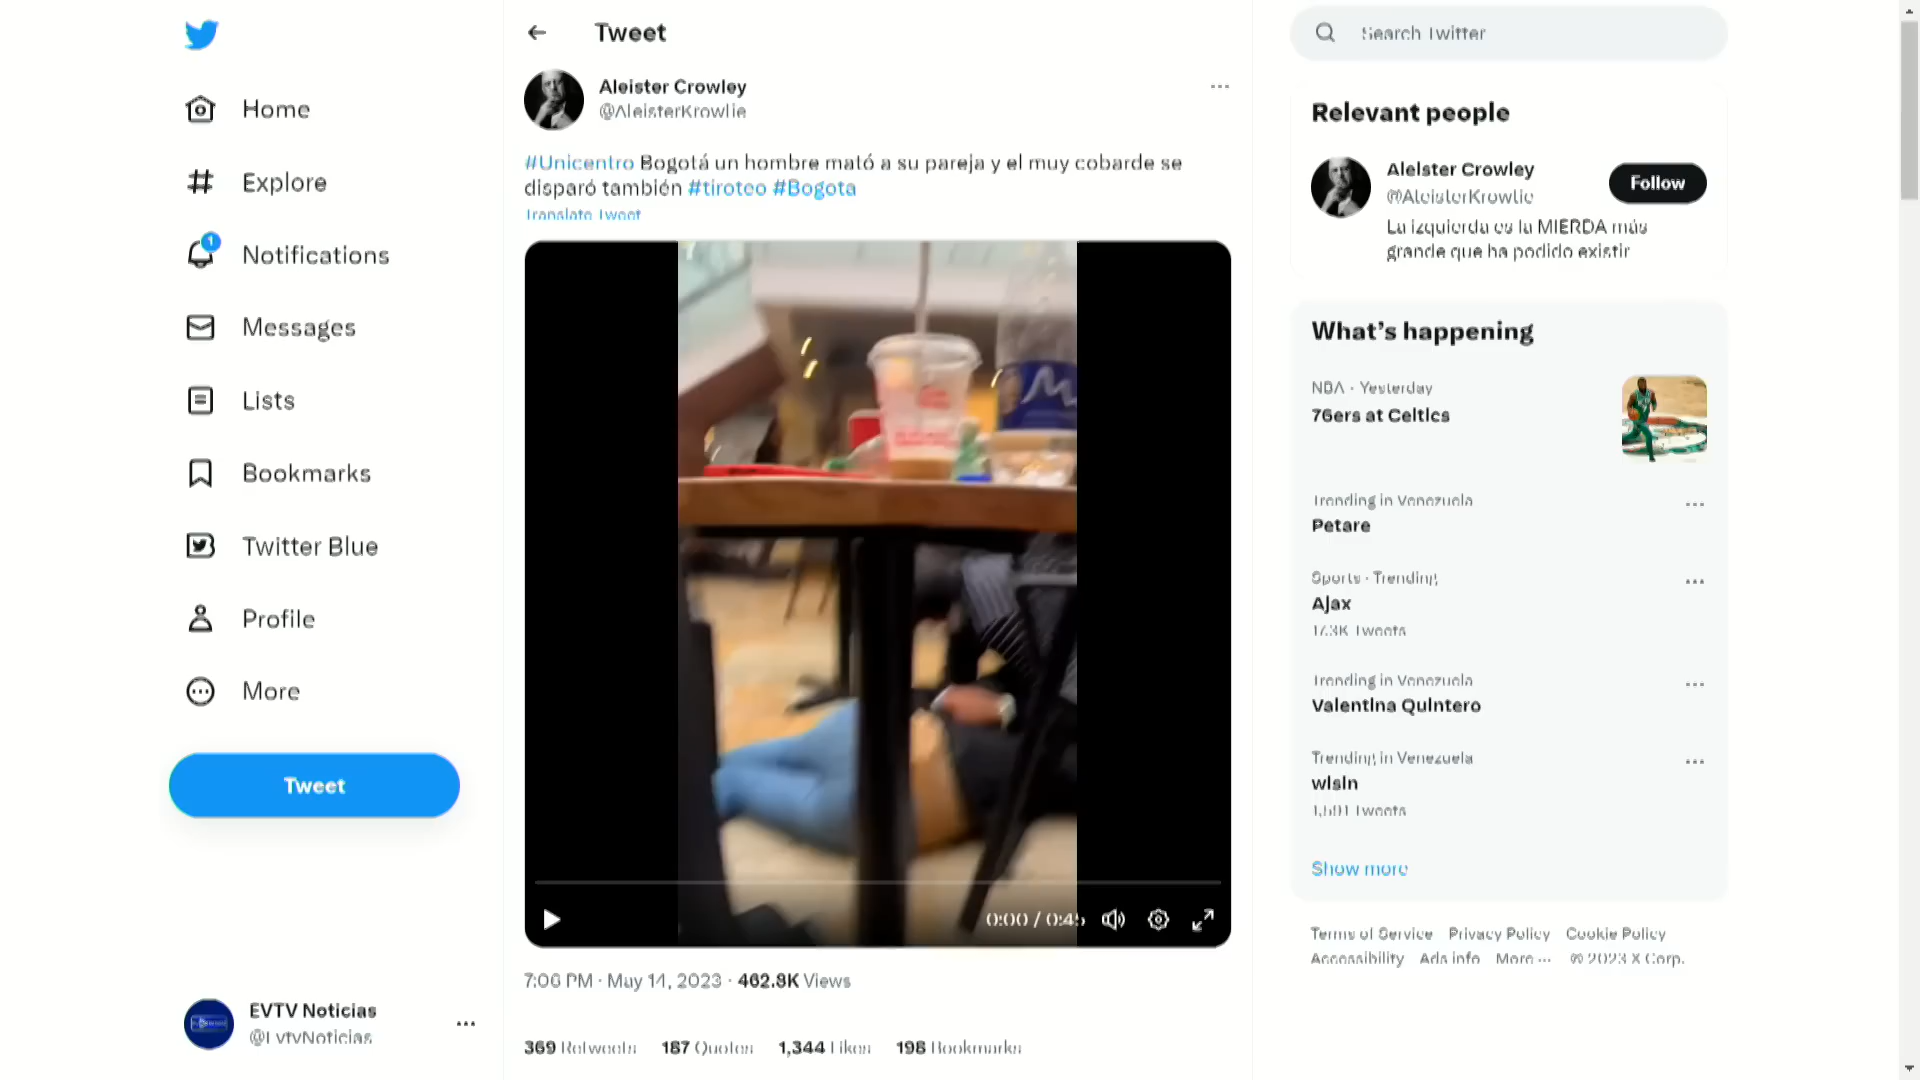 Tweet
Search Twitter
Aleister Crowley
@AleisterKrowlie
Home
Explore
Notifications
1
Messages
Lists
Bookmarks
Twitter Blue
Profile
More
Tweet
EVTV Noticias
@EvtvNoticias
#Unicentro Bogotá un hombre mató a su pareja y el muy cobarde se
disparó también #tiroteo #Bogota
Translate Tweet
0:00 / 0:45
7:06 PM · May 14, 2023 · 462.8K Views
369 Retweets 187 Quotes 1,344 Likes 198 Bookmarks
Relevant people
Aleister Crowley
@AleisterKrowlie
Follow
La izquierda es la MIERDA más
grande que ha podido existir
What's happening
NBA · Yesterday
76ers at Celtics
Trending in Venezuela
Petare
Sports · Trending
Ajax
17.3K Tweets
Trending in Venezuela
Valentina Quintero
Trending in Venezuela
wisin
1,591 Tweets
Show more
Terms of Service Privacy Policy Cookie Policy
Accessibility Ads info More ··· © 2023 X Corp.